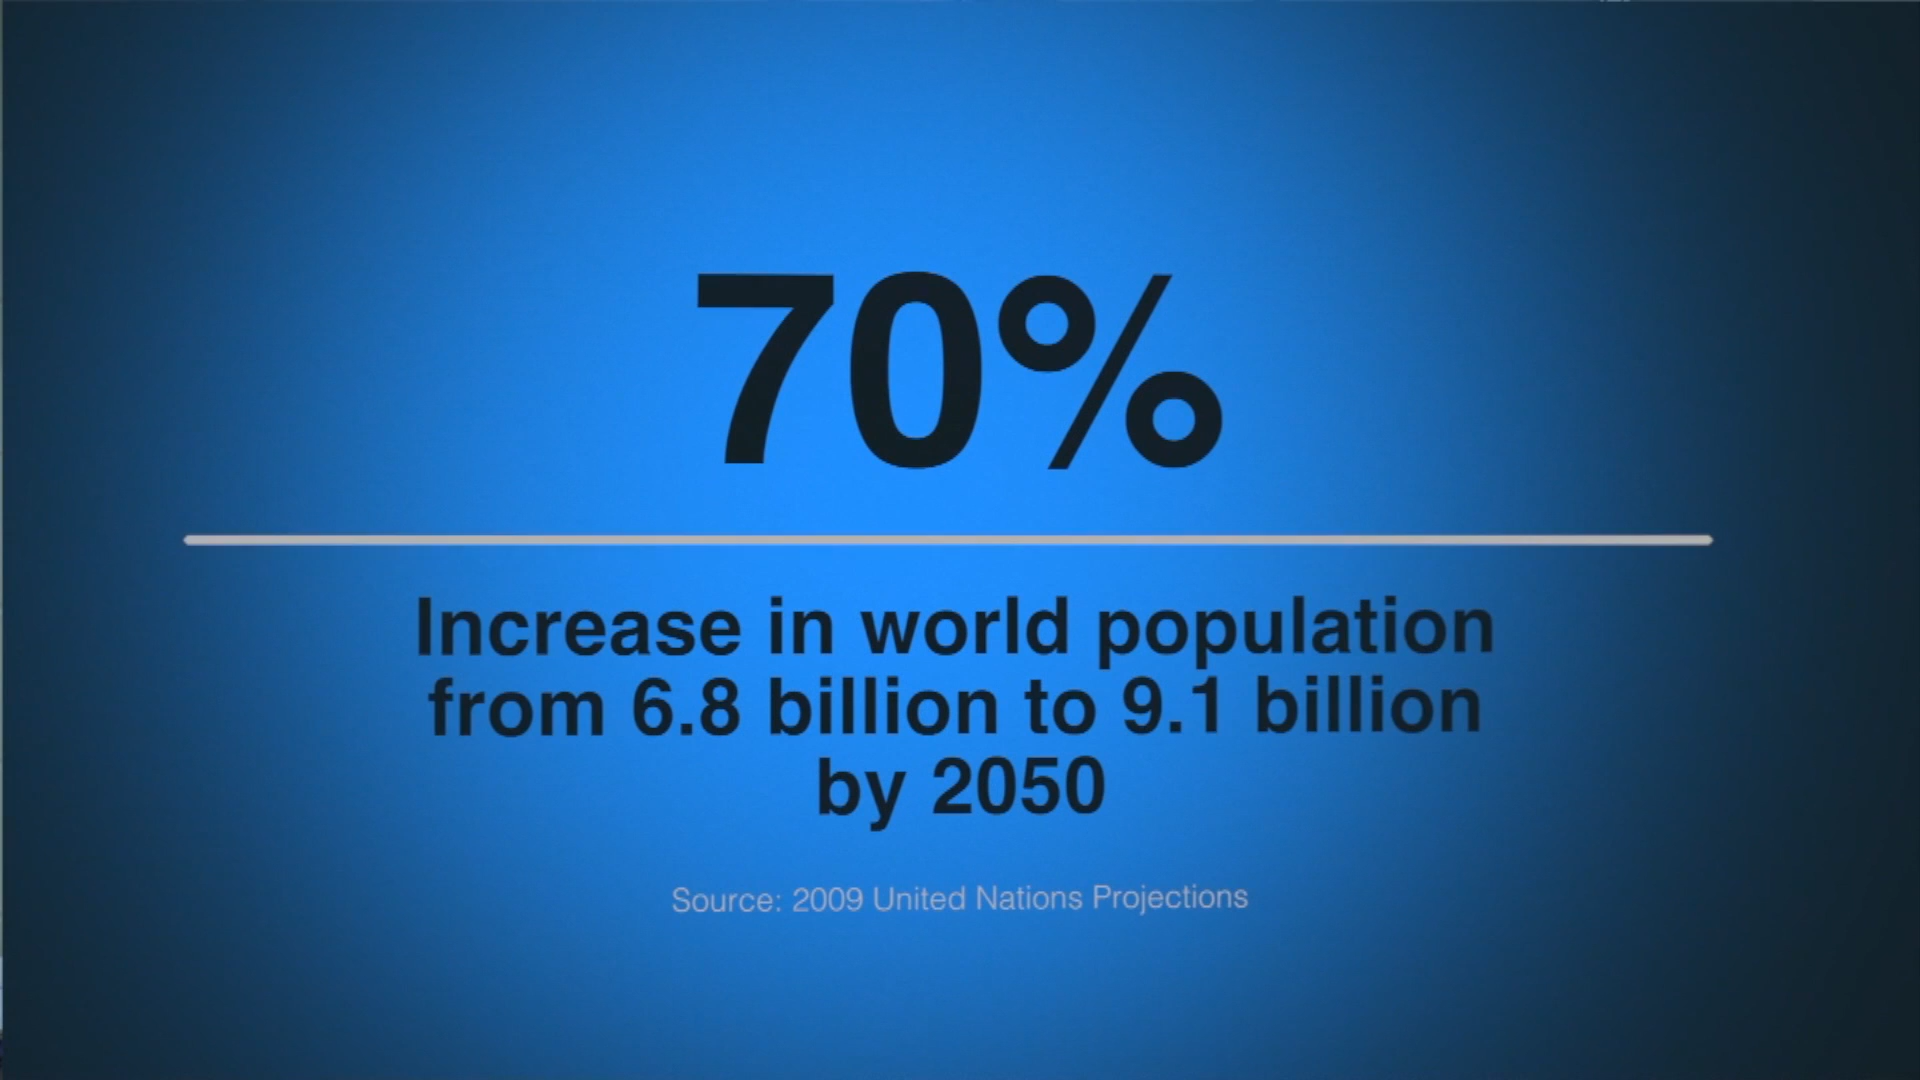 70%
Increase in world population
from 6.8 billion to 9.1 billion
by 2050
Source: 2009 United Nations Projections